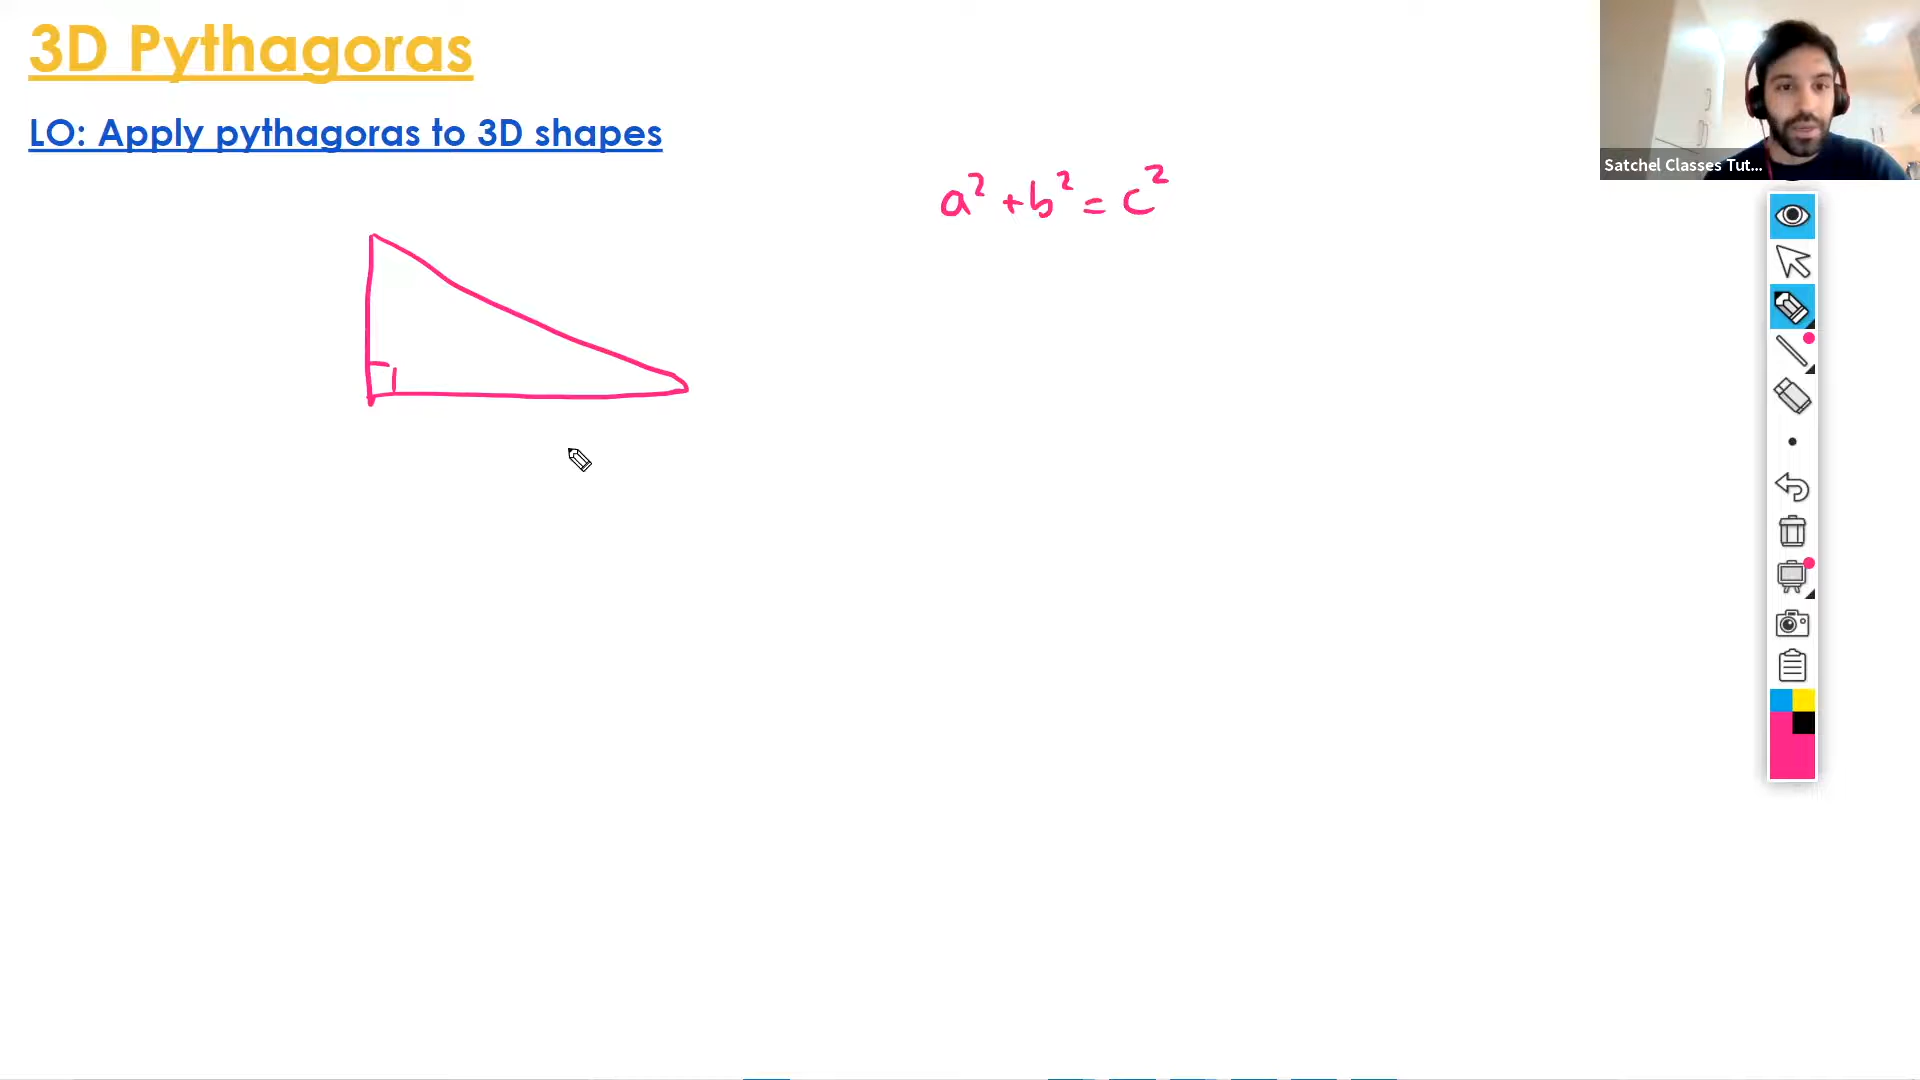 3D Pythagoras
LO: Apply pythagoras to 3D shapes
a² + b² = c²
Satchel Classes Tut...